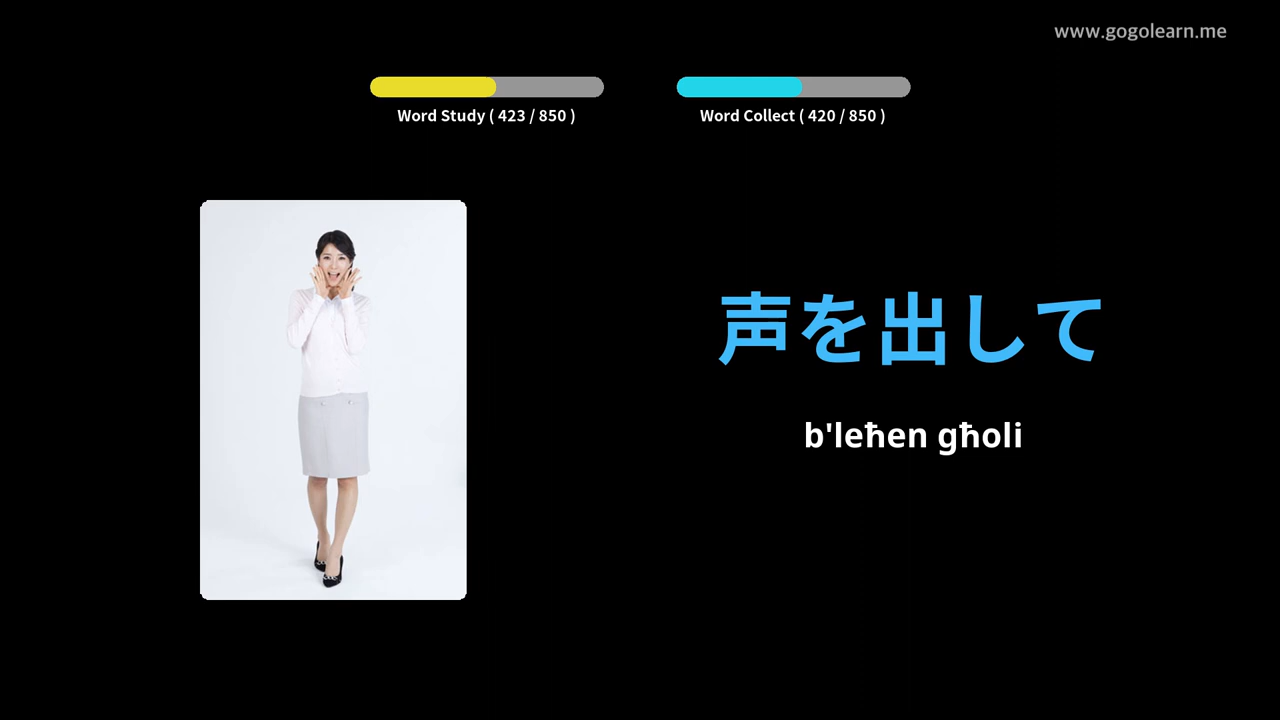 www.gogolearn.me
Word Study ( 423 / 850 )
Word Collect ( 420 / 850 )
声を出して
b'leħen għoli